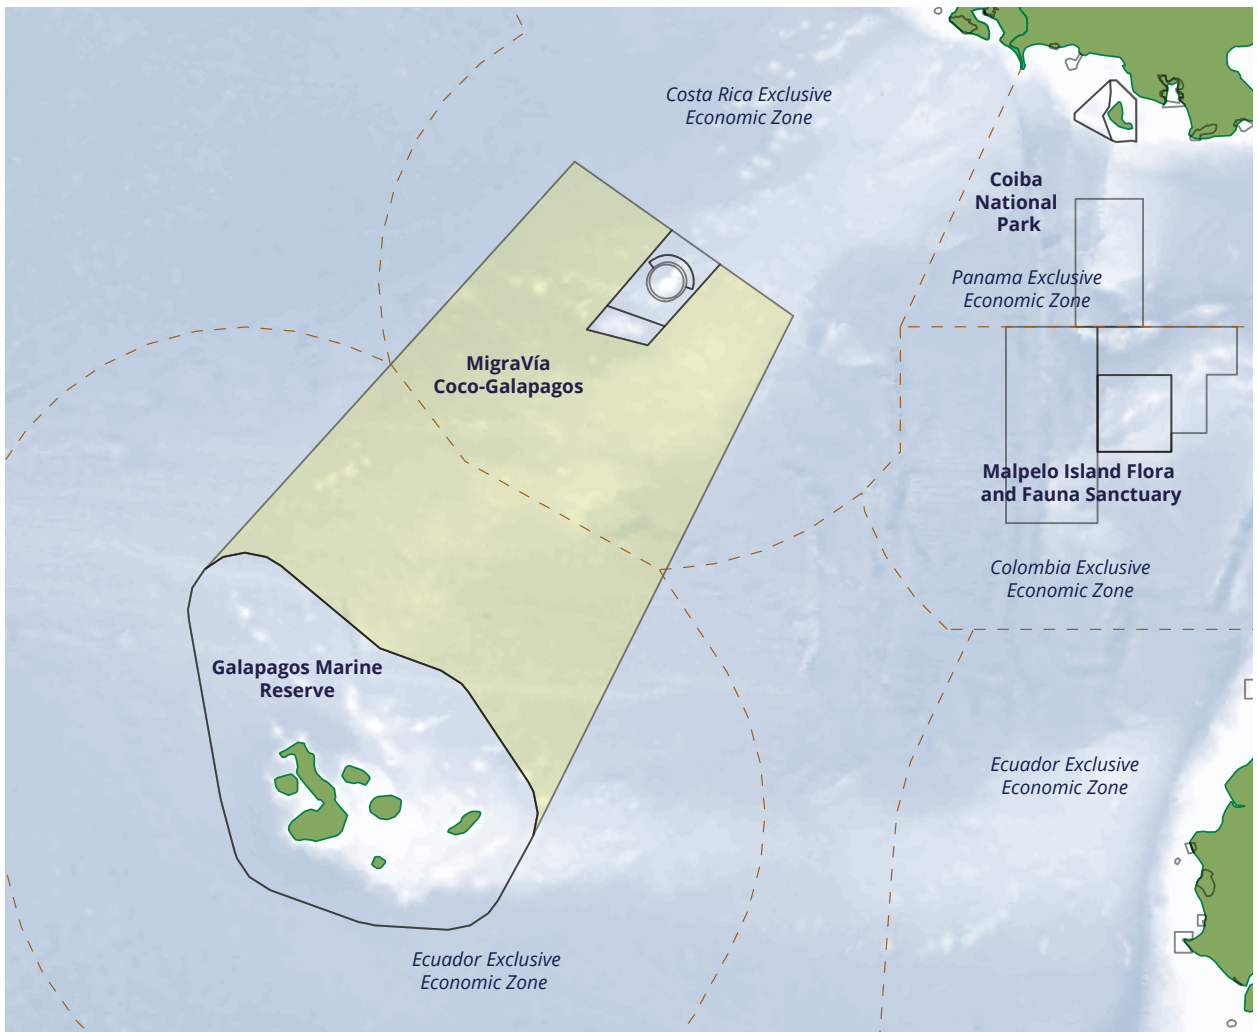 Costa Rica Exclusive
Economic Zone
Coiba
National
Park
Panama Exclusive
Economic Zone
MigraVía
Coco-Galapagos
Malpelo Island Flora
and Fauna Sanctuary
Colombia Exclusive
Economic Zone
Galapagos Marine
Reserve
Ecuador Exclusive
Economic Zone
Ecuador Exclusive
Economic Zone